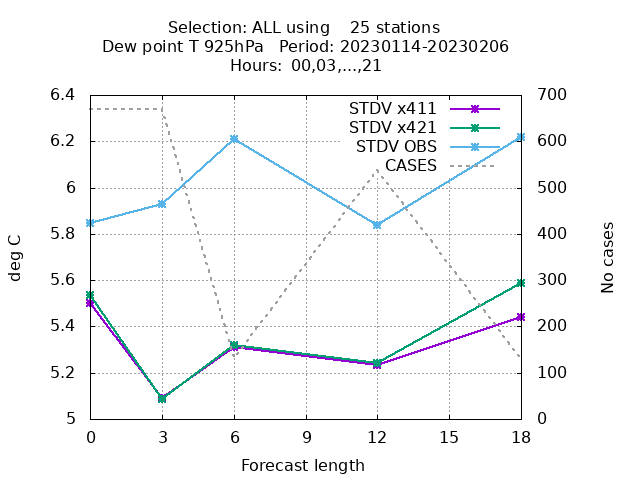 Selection: ALL using    25 stations
Dew point T 925hPa   Period: 20230114-20230206
Hours:  00,03,...,21
6.4
6.2
6
5.8
5.6
5.4
5.2
5
deg C
STDV x411
STDV x421
STDV OBS
CASES
700
600
500
400
300
200
100
0
No cases
0
3
6
9
12
15
18
Forecast length